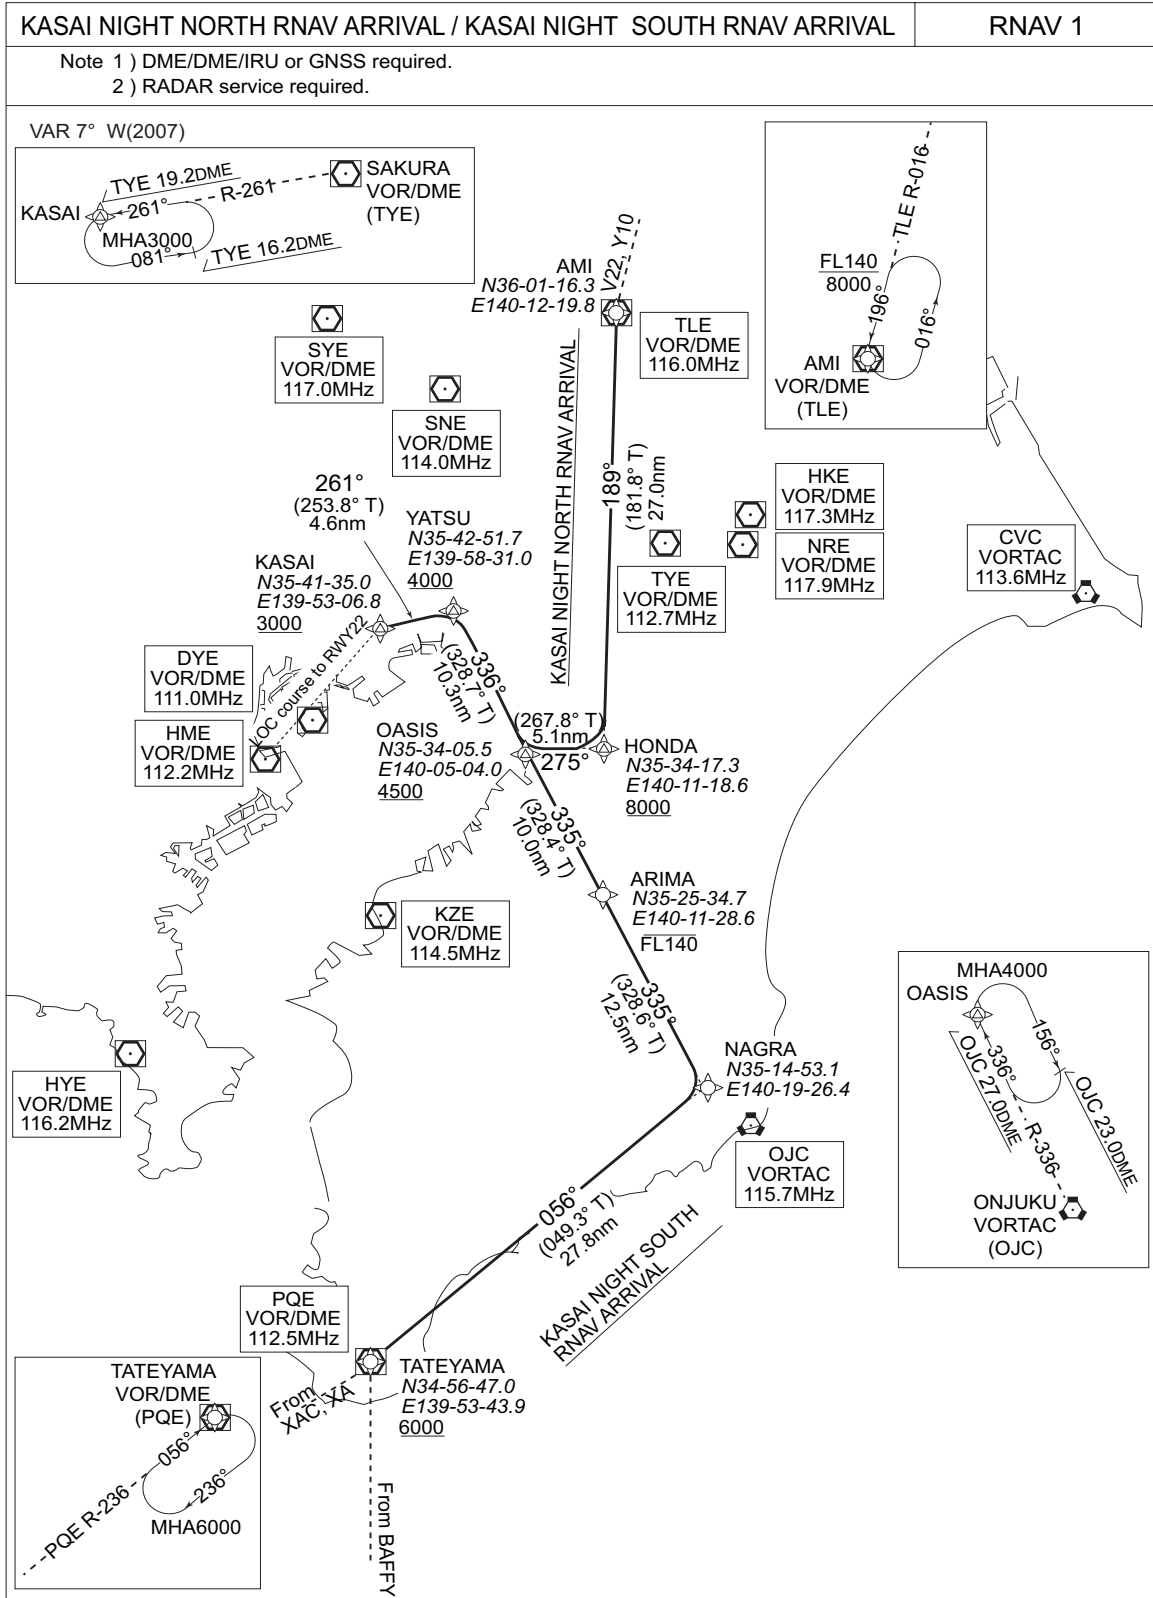 KASAI NIGHT NORTH RNAV ARRIVAL / KASAI NIGHT SOUTH RNAV ARRIVAL
RNAV 1
Note 1 ) DME/DME/IRU or GNSS required.
2 ) RADAR service required.
VAR 7° W(2007)
TYE 19.2DME
R-261
SAKURA
VOR/DME
(TYE)
KASAI
261°
MHA3000
081°
TYE 16.2DME
TLE R-016
FL140
8000
196°
016°
AMI
VOR/DME
(TLE)
V22, Y10
AMI
N36-01-16.3
E140-12-19.8
TLE
VOR/DME
116.0MHz
SYE
VOR/DME
117.0MHz
SNE
VOR/DME
114.0MHz
KASAI NIGHT NORTH RNAV ARRIVAL
189°
(181.8° T)
27.0nm
HKE
VOR/DME
117.3MHz
NRE
VOR/DME
117.9MHz
CVC
VORTAC
113.6MHz
TYE
VOR/DME
112.7MHz
261°
(253.8° T)
4.6nm
YATSU
N35-42-51.7
E139-58-31.0
4000
KASAI
N35-41-35.0
E139-53-06.8
3000
LOC course to RWY22
DYE
VOR/DME
111.0MHz
HME
VOR/DME
112.2MHz
336°
(328.7° T)
10.3nm
OASIS
N35-34-05.5
E140-05-04.0
4500
(267.8° T)
5.1nm
275°
HONDA
N35-34-17.3
E140-11-18.6
8000
335°
(328.4° T)
10.0nm
ARIMA
N35-25-34.7
E140-11-28.6
FL140
KZE
VOR/DME
114.5MHz
335°
(328.6° T)
12.5nm
NAGRA
N35-14-53.1
E140-19-26.4
HYE
VOR/DME
116.2MHz
OJC
VORTAC
115.7MHz
MHA4000
OASIS
156°
336°
OJC 27.0DME
OJC 23.0DME
R-336
ONJUKU
VORTAC
(OJC)
056°
(049.3° T)
27.8nm
KASAI NIGHT SOUTH
RNAV ARRIVAL
PQE
VOR/DME
112.5MHz
TATEYAMA
N34-56-47.0
E139-53-43.9
6000
From
XAC, XA
From BAFFY
TATEYAMA
VOR/DME
(PQE)
056°
236°
PQE R-236
MHA6000